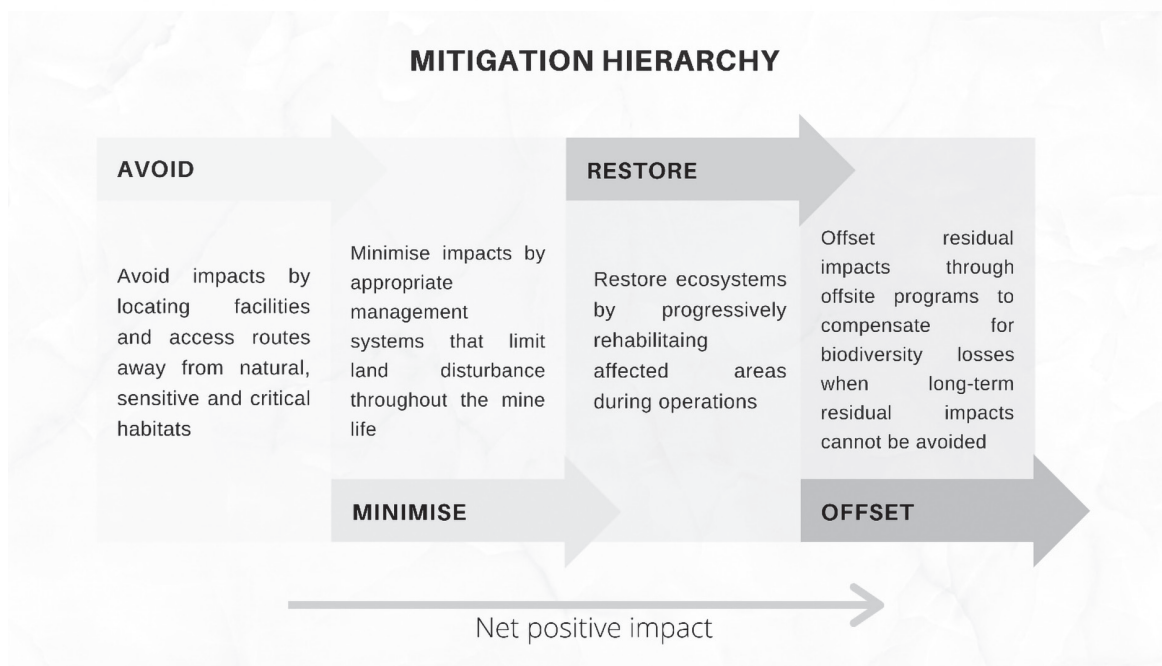 MITIGATION HIERARCHY
AVOID
Avoid impacts by
locating facilities
and access routes
away from natural,
sensitive and critical
habitats
Minimise impacts by
appropriate
management
systems that limit
land disturbance
throughout the mine
life
MINIMISE
RESTORE
Restore ecosystems
by progressively
rehabilitaing
affected areas
during operations
Offset residual
impacts through
offsite programs to
compensate for
biodiversity losses
when long-term
residual impacts
cannot be avoided
OFFSET
Net positive impact